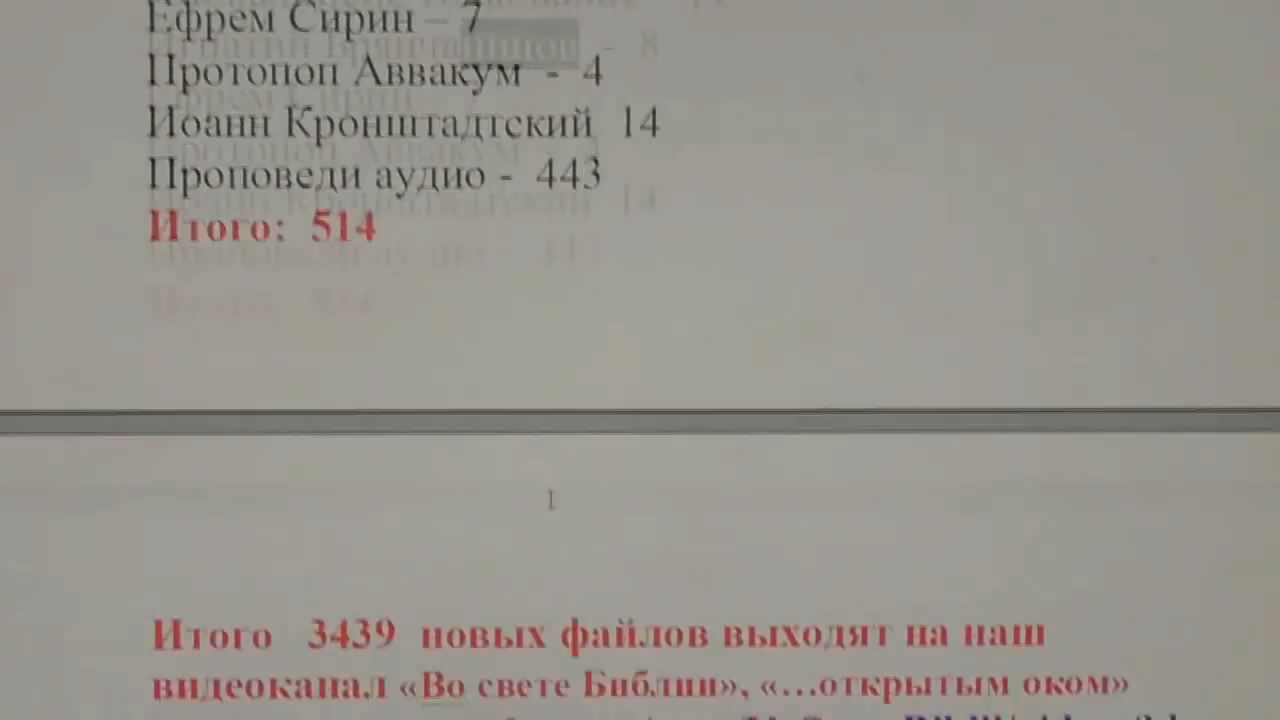 Ефрем Сирин – 7
Протопоп Аввакум - 4
Иоанн Кронштадтский 14
Проповеди аудио - 443
Итого: 514
Итого 3439 новых файлов выходят на наш
видеоканал «Во свете Библии», «...открытым оком»